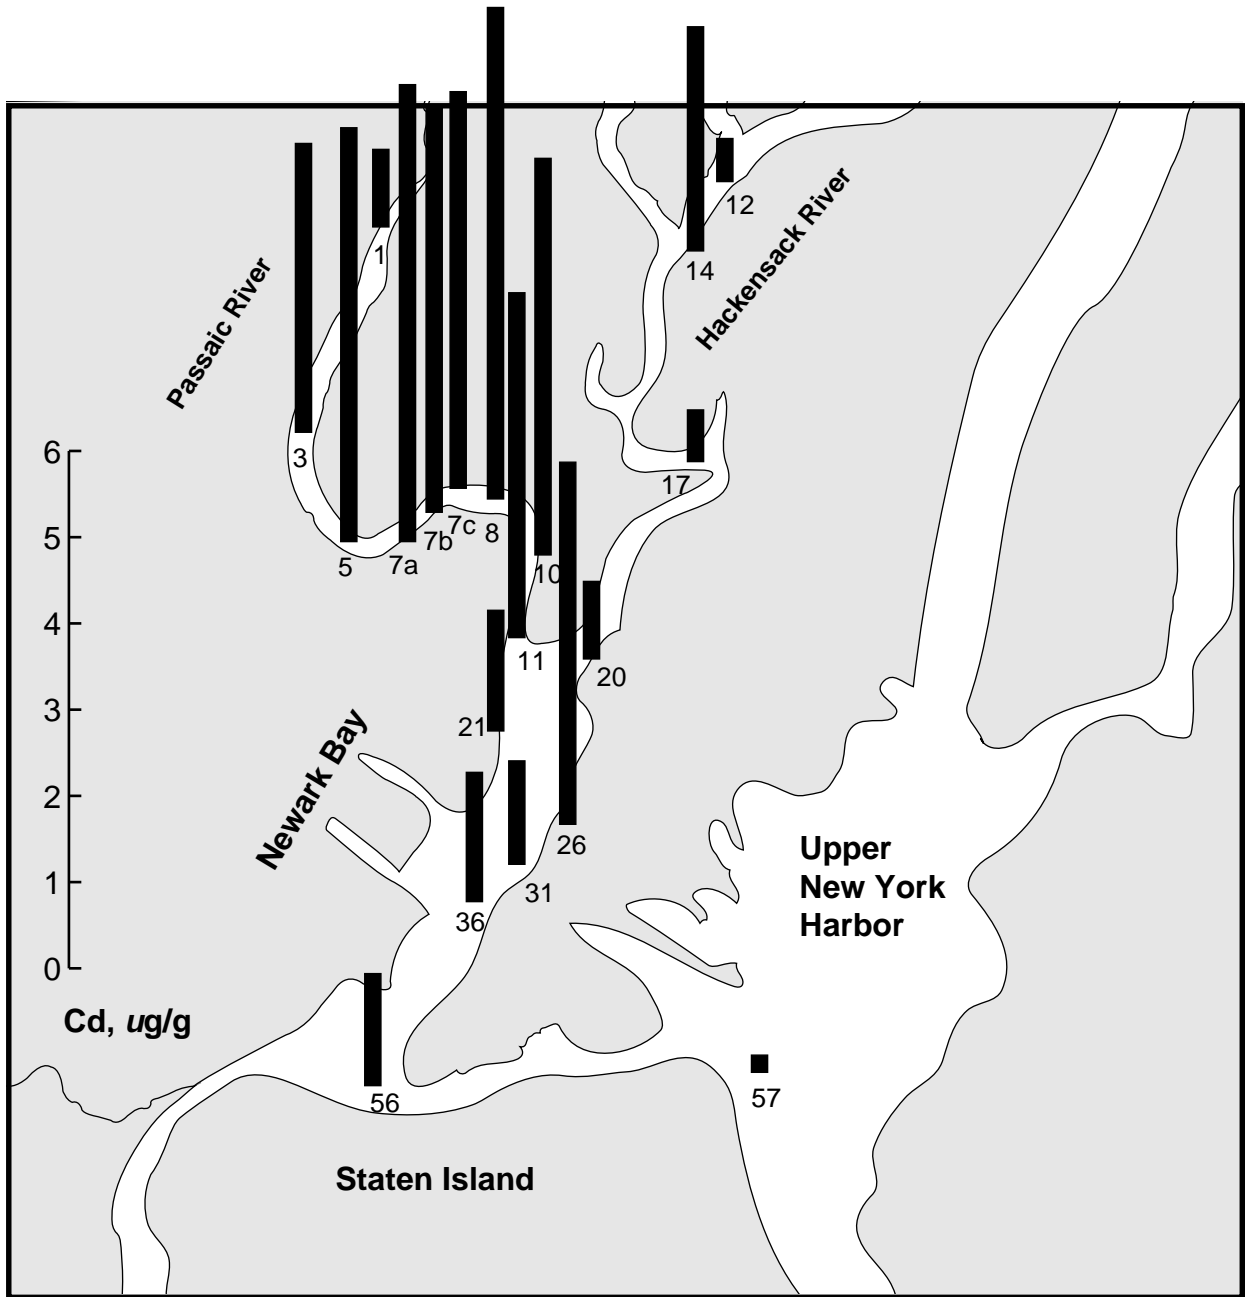 12
1
14
Hackensack River
Passaic River
6
3
17
5
8
7c
7b
7a
5
10
4
11
20
3
21
Newark Bay
2
26
Upper
New York
Harbor
1
31
36
0
Cd, ug/g
57
56
Staten Island